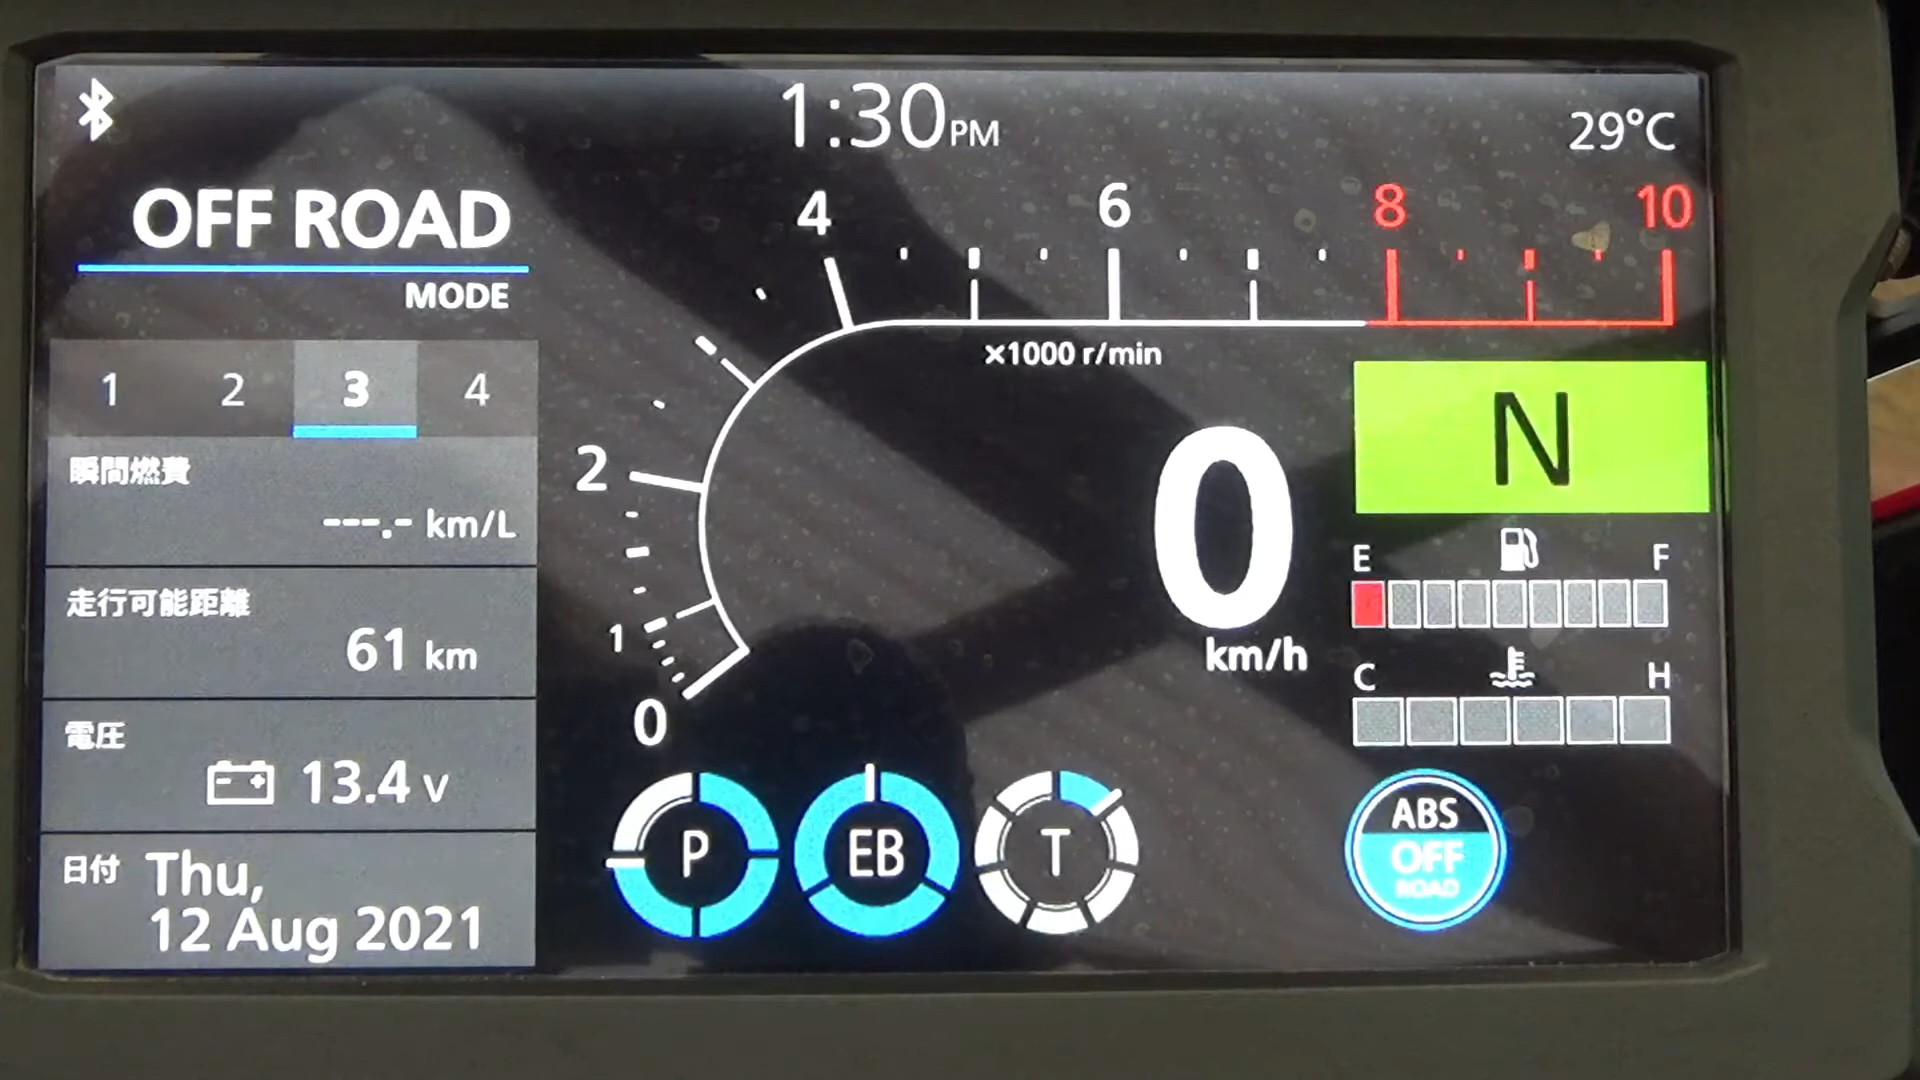 1:30PM
29°C
OFF ROAD
MODE
1 2 3 4
瞬間燃費
---.- km/L
走行可能距離
61 km
電圧
13.4 V
日付 Thu,
12 Aug 2021
0 1 2 4 6 8 10
×1000 r/min
0
km/h
N
E F
C H
P
EB
T
ABS
OFF
ROAD